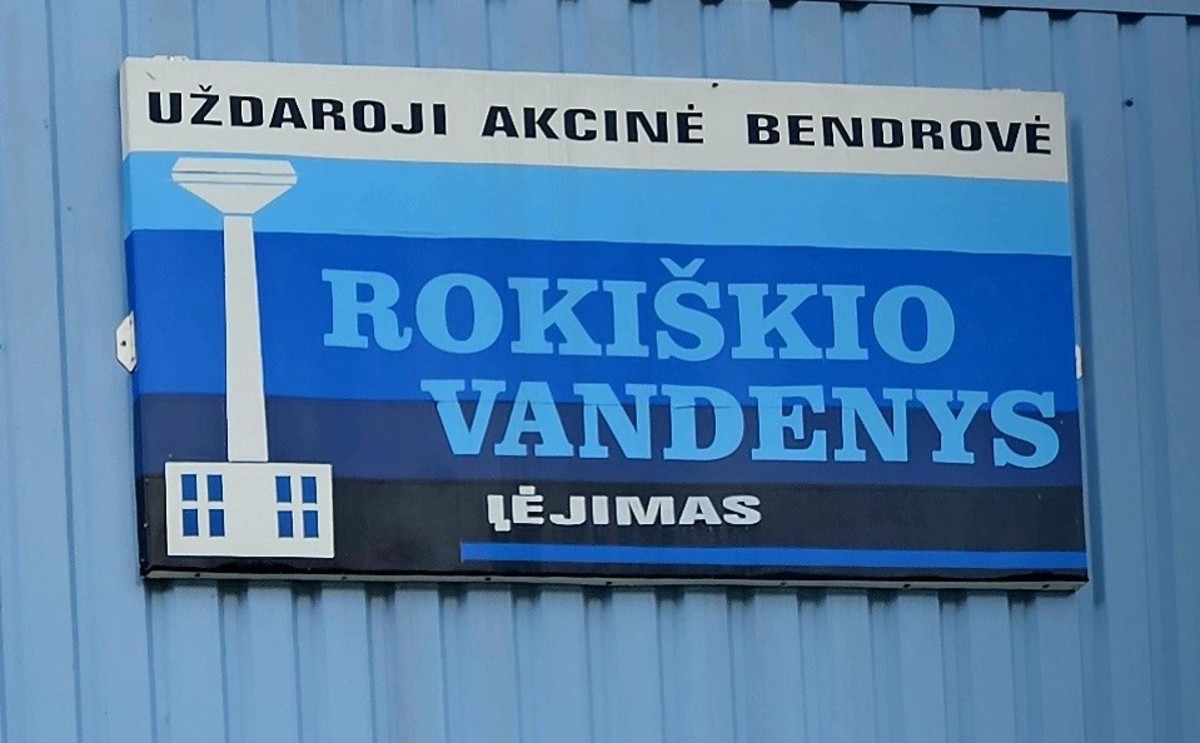 UŽDAROJI AKCINĖ BENDROVĖ
ROKIŠKIO
VANDENYS
ĮĖJIMAS